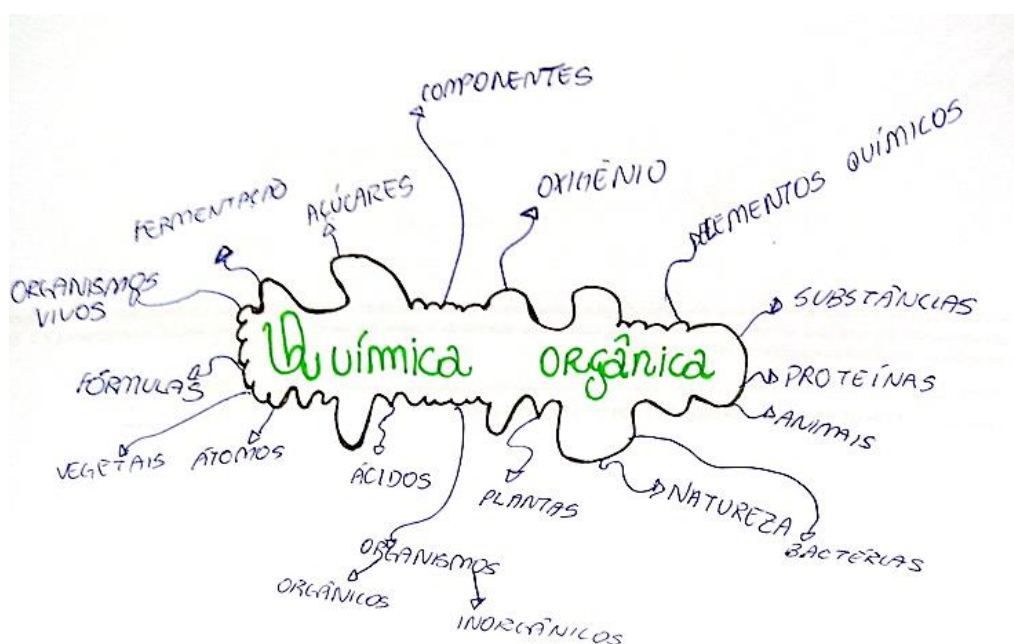 COMPONENTES
ELEMENTOS QUÍMICOS
OXIGÊNIO
AÇÚCARES
FERMENTAÇÃO
ORGANISMOS
VIVOS
SUBSTÂNCIAS
QUÍMICA ORGÂNICA
FÓRMULAS
PROTEÍNAS
ANIMAIS
VEGETAIS
ÁTOMOS
ÁCIDOS
PLANTAS
NATUREZA
BACTÉRIAS
ORGANISMOS
ORGÂNICOS
INORGÂNICOS